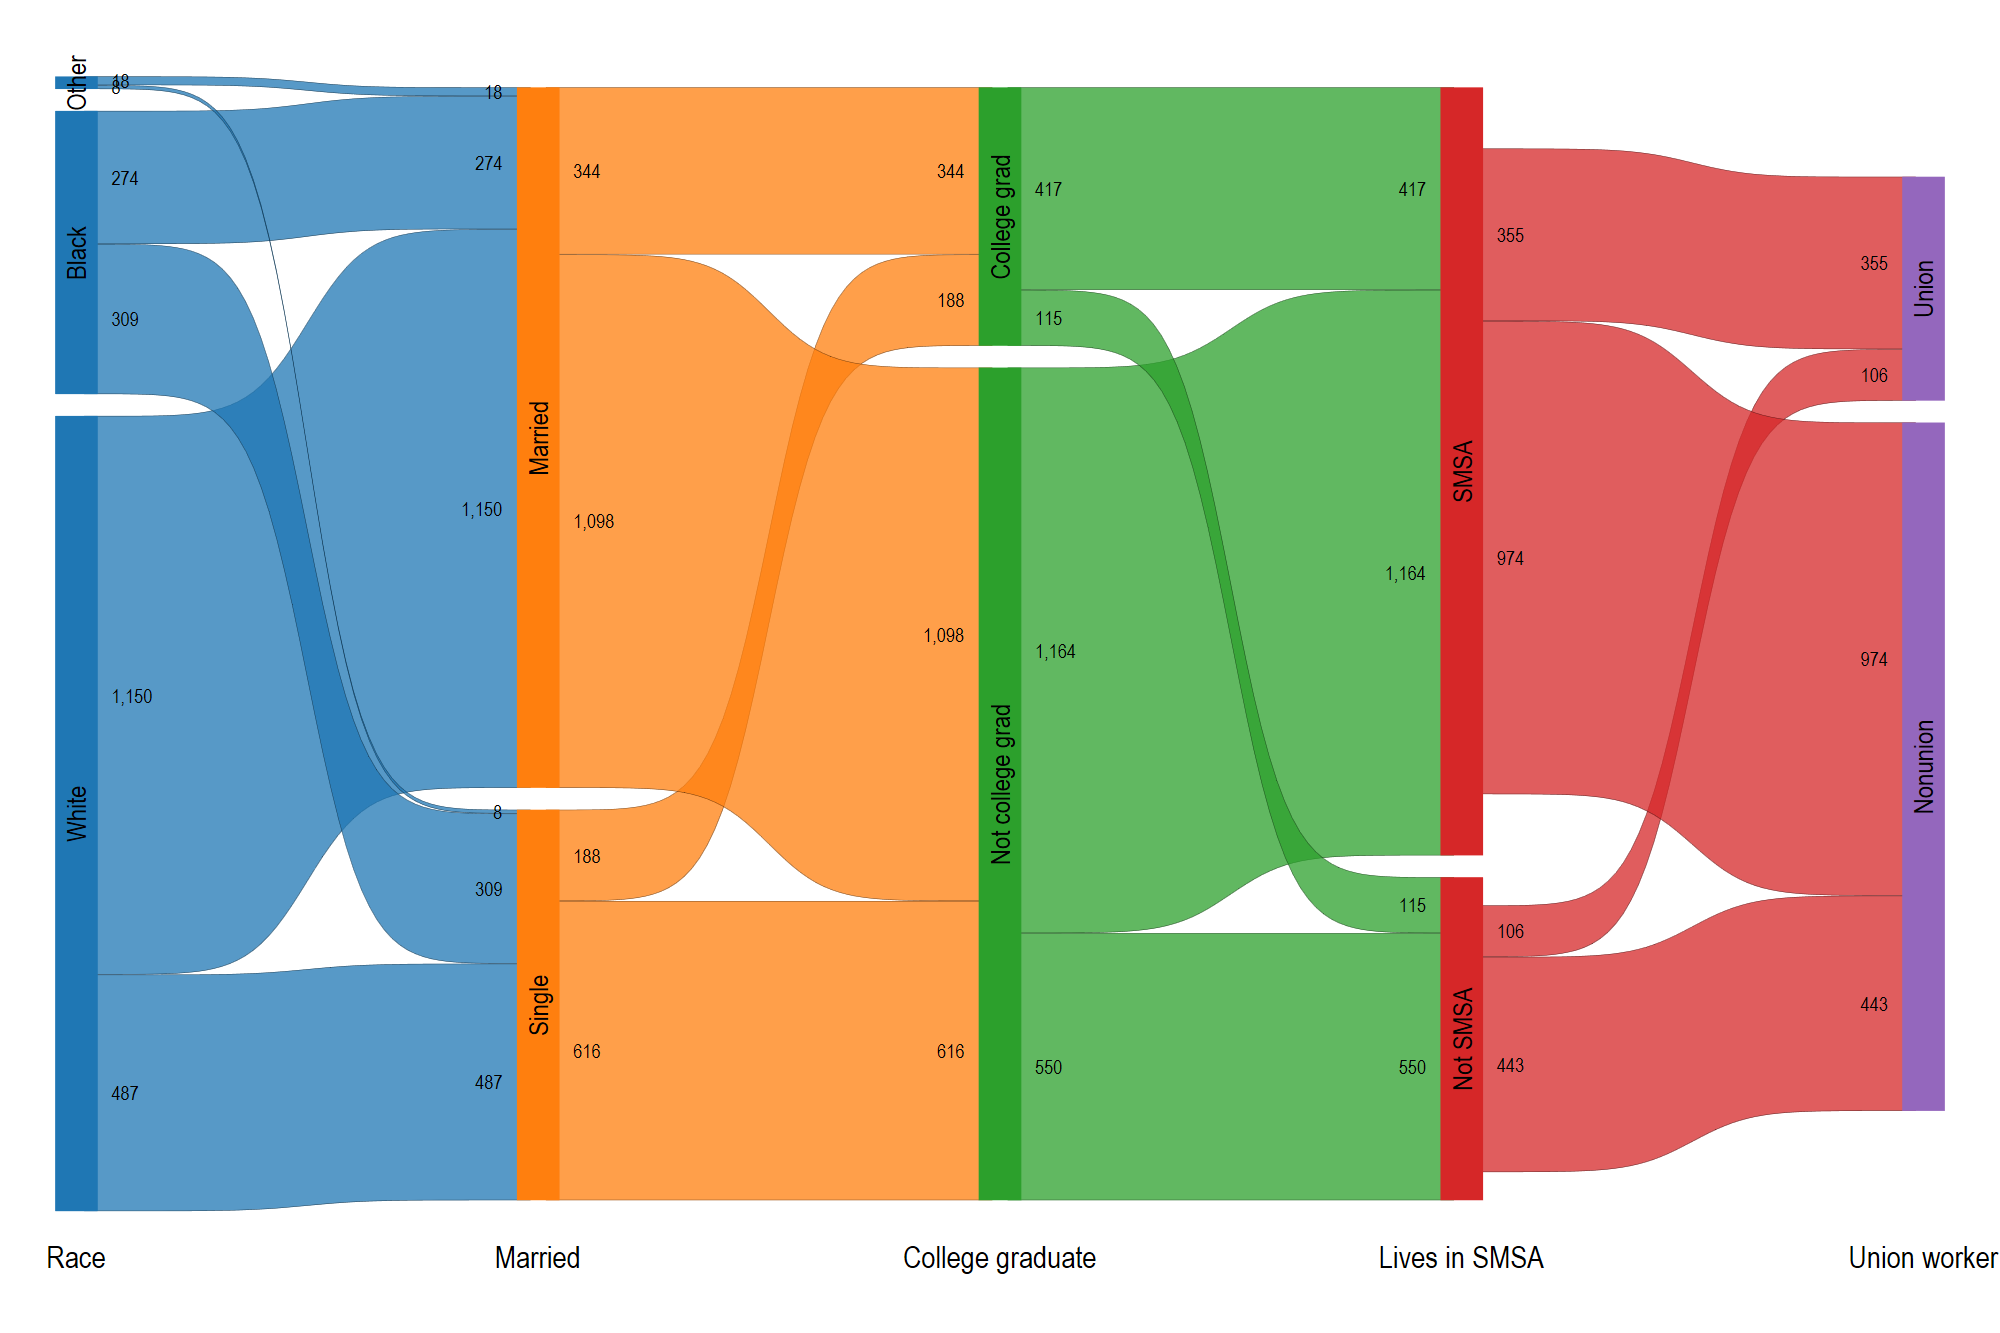 Other
18
8
Black
274
309
White
1,150
487
18
274
1,150
8
309
487
Married
344
1,098
Single
188
616
344
188
1,098
616
College grad
417
115
Not college grad
1,164
550
417
1,164
115
550
SMSA
355
974
Not SMSA
106
443
355
106
974
443
Union
Nonunion
Race
Married
College graduate
Lives in SMSA
Union worker